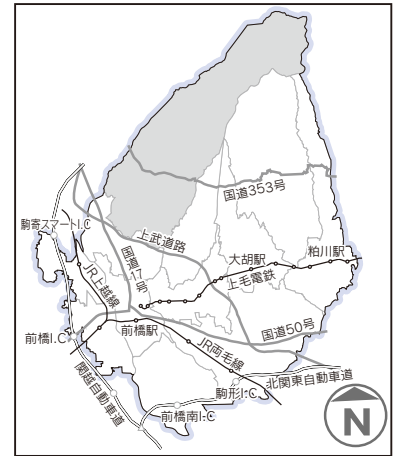 国道353号
駒寄スマートI.C
上武道路
国道17号
大胡駅
粕川駅
上毛電鉄
JR上越線
前橋I.C
前橋駅
国道50号
JR両毛線
関越自動車道
駒形I.C
北関東自動車道
前橋南I.C
N